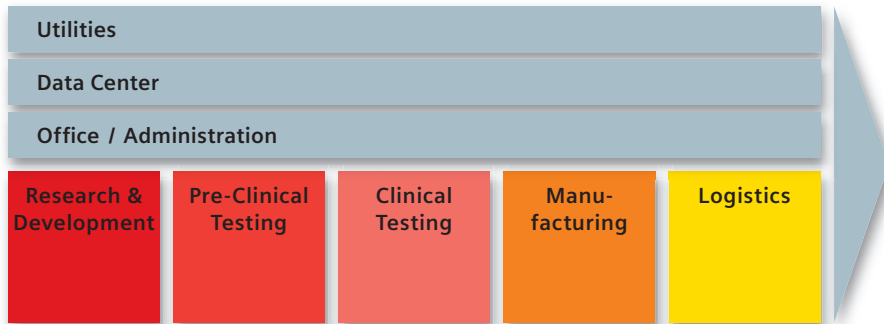 Utilities
Data Center
Office / Administration
Research &
Development
Pre-Clinical
Testing
Clinical
Testing
Manu-
facturing
Logistics